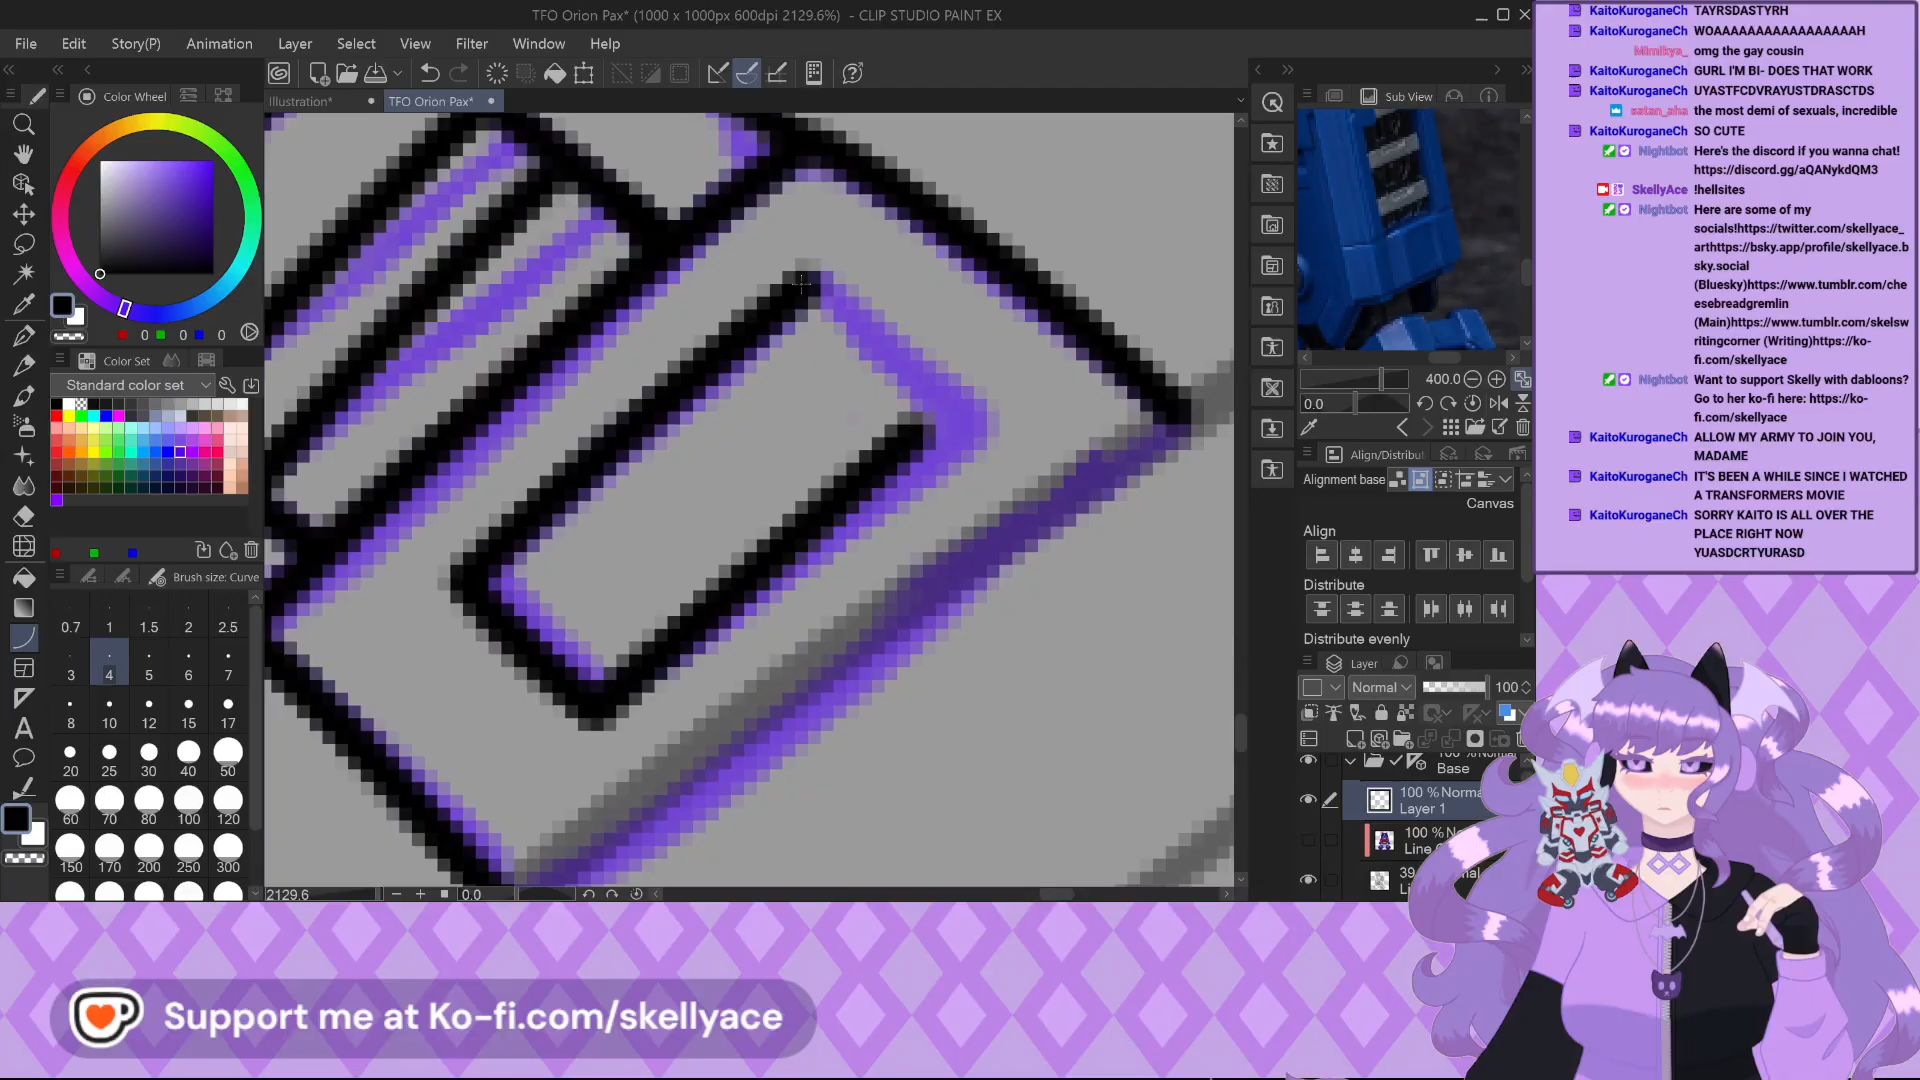 TFO Orion Pax* (1000 x 1000px 600dpi 2129.6%) - CLIP STUDIO PAINT EX
File Edit Story(P) Animation Layer Select View Filter Window Help
Color Wheel
Illustration* TFO Orion Pax*
Sub View
0 0 0
Color Set
Standard color set
Brush size: Curve
0.7 1 1.5 2 2.5
3 4 5 6 7
8 10 12 15 17
20 25 30 40 50
60 70 80 100 120
150 170 200 250 300
2129.6 0.0
400.0
0.0
Align/Distribut
Alignment base
Canvas
Align
Distribute
Distribute evenly
Layer
Normal 100
Base
100 % Norma
Layer 1
100 % N
Line
39
KaitoKuroganeCh TAYRSDASTYRH
KaitoKuroganeCh WOAAAAAAAAAAAAAAAAAH
Mimikya_ omg the gay cousin
KaitoKuroganeCh GURL I'M BI- DOES THAT WORK
KaitoKuroganeCh UYASTFCDVRAYUSTDRASCTDS
satan_aha the most demi of sexuals, incredible
KaitoKuroganeCh SO CUTE
Nightbot Here's the discord if you wanna chat!
https://discord.gg/aQANykdQM3
SkellyAce !hellsites
Nightbot Here are some of my
socials!https://twitter.com/skellyace_
arthttps://bsky.app/profile/skellyace.b
sky.social
(Bluesky)https://www.tumblr.com/che
esebreadgremlin
(Main)https://www.tumblr.com/skelsw
ritingcorner (Writing)https://ko-
fi.com/skellyace
Nightbot Want to support Skelly with dabloons?
Go to her ko-fi here: https://ko-
fi.com/skellyace
KaitoKuroganeCh ALLOW MY ARMY TO JOIN YOU,
MADAME
KaitoKuroganeCh IT'S BEEN A WHILE SINCE I WATCHED
A TRANSFORMERS MOVIE
KaitoKuroganeCh SORRY KAITO IS ALL OVER THE
PLACE RIGHT NOW
YUASDCRTYURASD
Support me at Ko-fi.com/skellyace